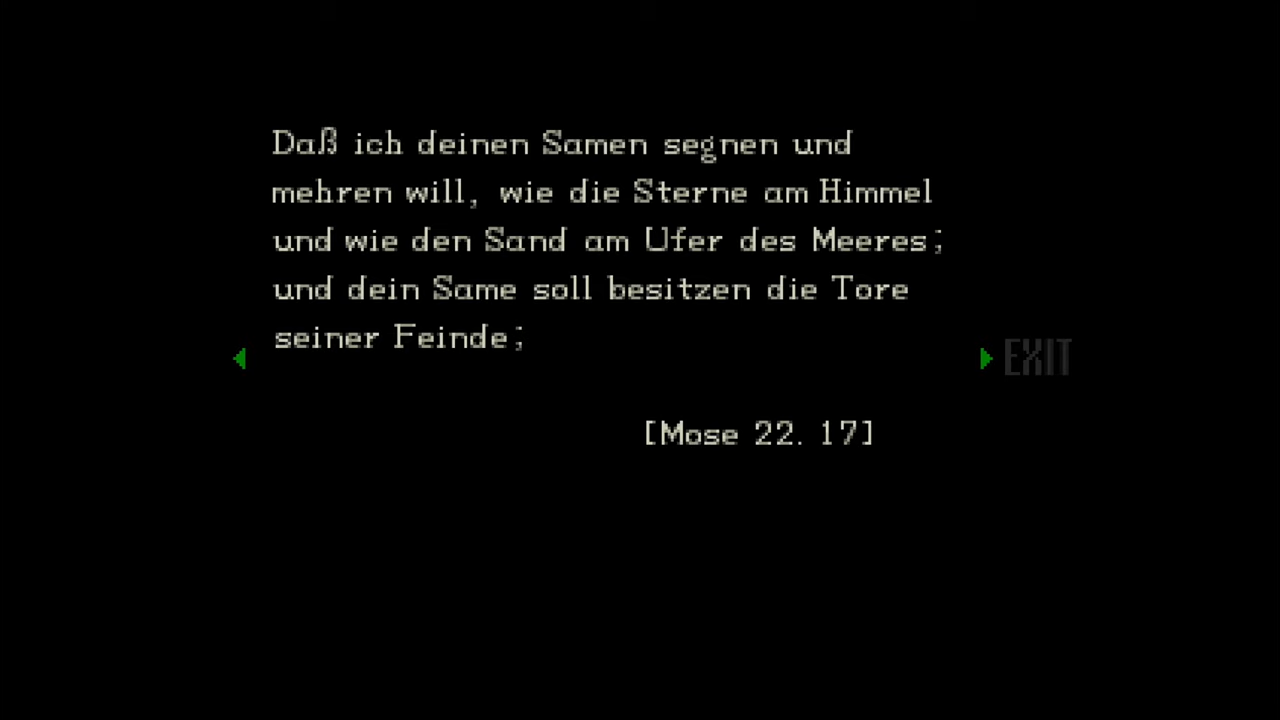 Daß ich deinen Samen segnen und
mehren will, wie die Sterne am Himmel
und wie den Sand am Ufer des Meeres;
und dein Same soll besitzen die Tore
seiner Feinde;
EXIT
[Mose 22. 17]